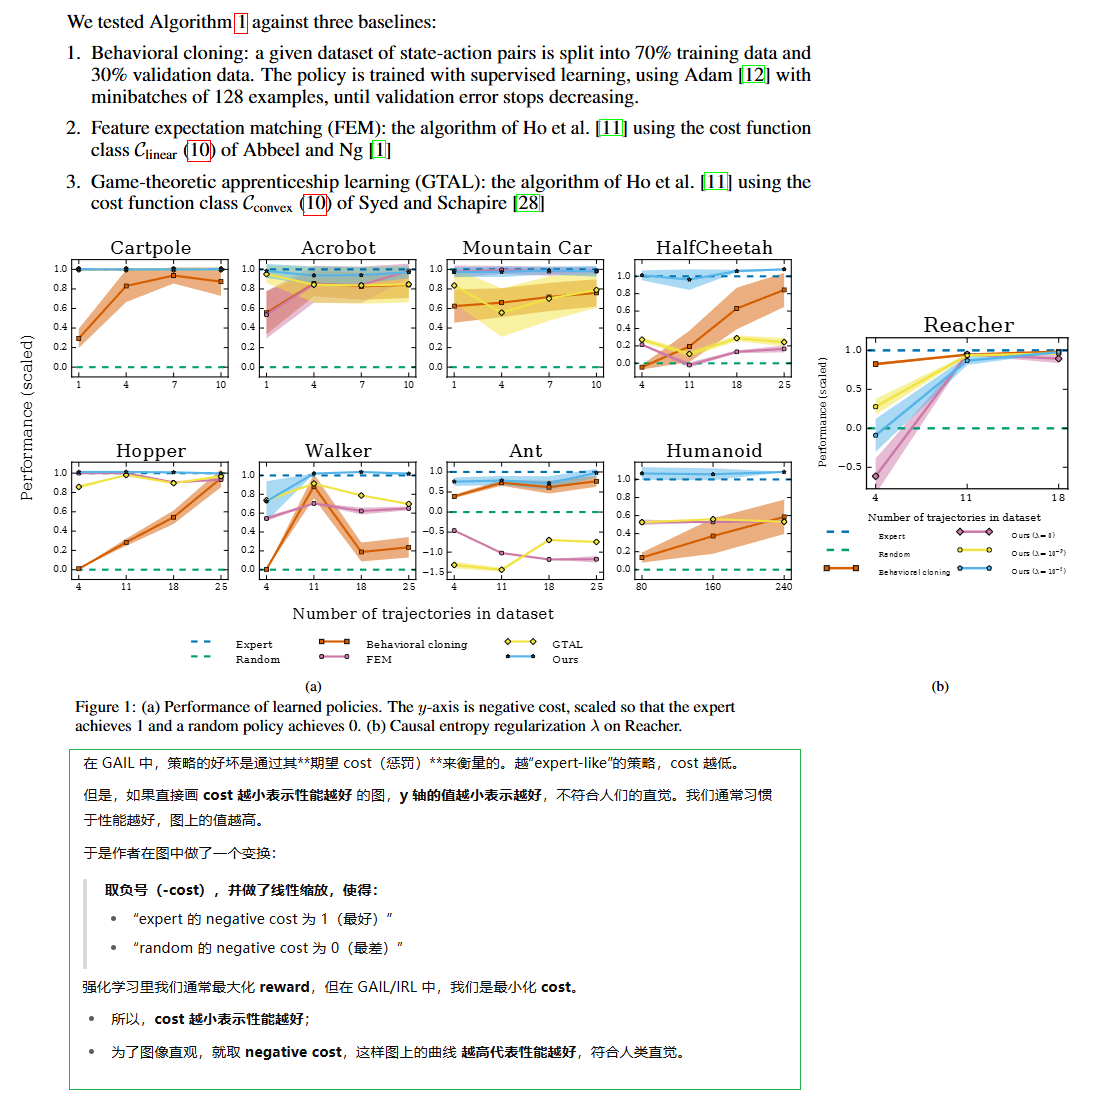 We tested Algorithm 1 against three baselines:
1. Behavioral cloning: a given dataset of state-action pairs is split into 70% training data and
30% validation data. The policy is trained with supervised learning, using Adam [12] with
minibatches of 128 examples, until validation error stops decreasing.
2. Feature expectation matching (FEM): the algorithm of Ho et al. [11] using the cost function
class 𝒞linear (10) of Abbeel and Ng [1]
3. Game-theoretic apprenticeship learning (GTAL): the algorithm of Ho et al. [11] using the
cost function class 𝒞convex (10) of Syed and Schapire [28]
Performance (scaled)
Cartpole
1.0
0.8
0.6
0.4
0.2
0.0
1 4 7 10
Acrobot
1.0
0.8
0.6
0.4
0.2
0.0
1 4 7 10
Mountain Car
1.0
0.8
0.6
0.4
0.2
0.0
1 4 7 10
HalfCheetah
1.0
0.8
0.6
0.4
0.2
0.0
4 11 18 25
Hopper
1.0
0.8
0.6
0.4
0.2
0.0
4 11 18 25
Walker
1.0
0.8
0.6
0.4
0.2
0.0
4 11 18 25
Ant
1.0
0.5
0.0
−0.5
−1.0
−1.5
4 11 18 25
Humanoid
1.0
0.8
0.6
0.4
0.2
0.0
80 160 240
Number of trajectories in dataset
Expert
Random
Behavioral cloning
FEM
GTAL
Ours
(a)
Reacher
Performance (scaled)
1.0
0.5
0.0
−0.5
4 11 18
Number of trajectories in dataset
Expert
Random
Behavioral cloning
Ours (λ = 0)
Ours (λ = 10⁻³)
Ours (λ = 10⁻²)
(b)
Figure 1: (a) Performance of learned policies. The y-axis is negative cost, scaled so that the expert
achieves 1 and a random policy achieves 0. (b) Causal entropy regularization λ on Reacher.
在 GAIL 中，策略的好坏是通过其**期望 cost（惩罚）**来衡量的。越“expert-like”的策略，cost 越低。
但是，如果直接画 cost 越小表示性能越好 的图，y 轴的值越小表示越好，不符合人们的直觉。我们通常习惯
于性能越好，图上的值越高。
于是作者在图中做了一个变换：
取负号（-cost），并做了线性缩放，使得：
• “expert 的 negative cost 为 1（最好）”
• “random 的 negative cost 为 0（最差）”
强化学习里我们通常最大化 reward，但在 GAIL/IRL 中，我们是最小化 cost。
• 所以，cost 越小表示性能越好；
• 为了图像直观，就取 negative cost，这样图上的曲线 越高代表性能越好，符合人类直觉。